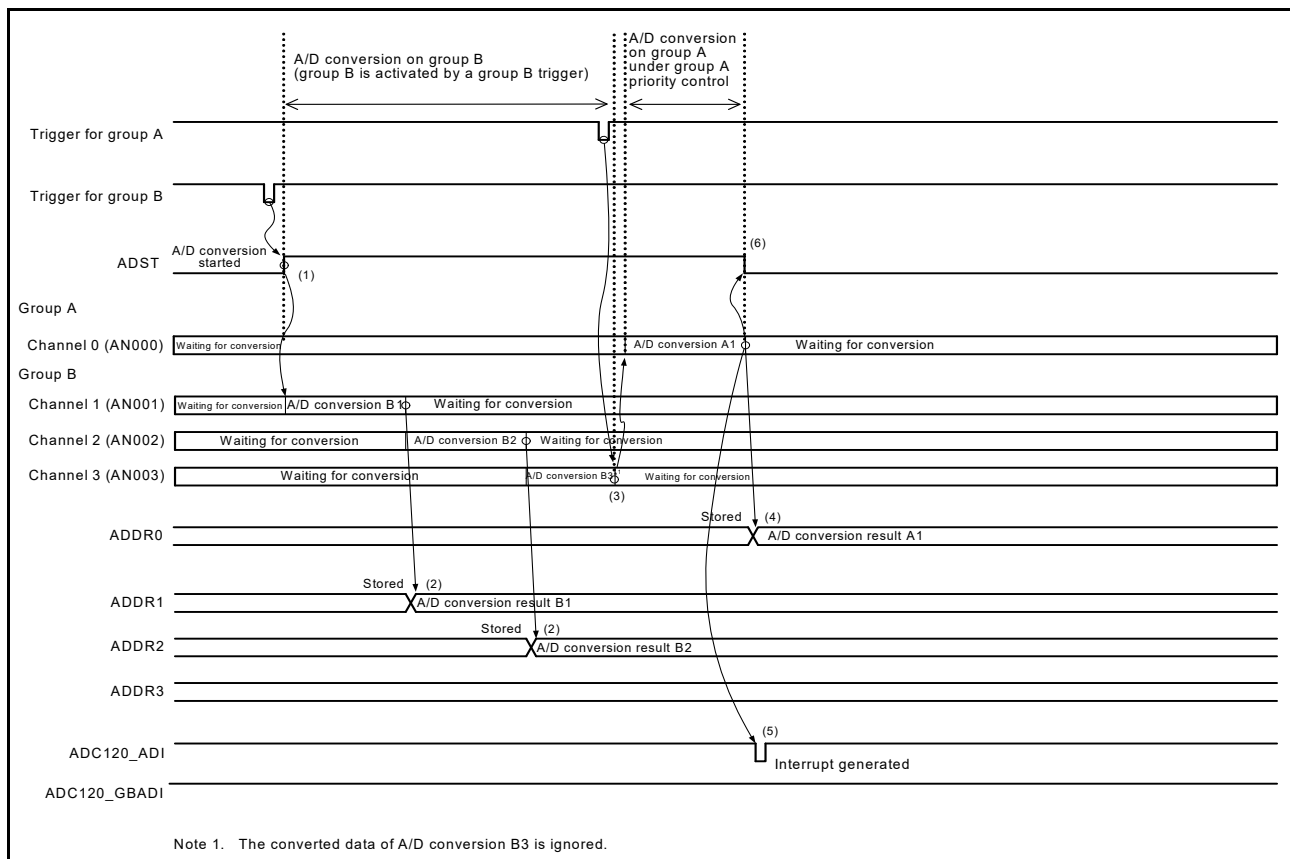 A/D conversion on group B
(group B is activated by a group B trigger)
A/D conversion
on group A
under group A
priority control
Trigger for group A
Trigger for group B
A/D conversion
started
ADST
(1)
(6)
Group A
Channel 0 (AN000)
Waiting for conversion
A/D conversion A1
Waiting for conversion
Group B
Channel 1 (AN001)
Waiting for conversion
A/D conversion B1
Waiting for conversion
Channel 2 (AN002)
Waiting for conversion
A/D conversion B2
Waiting for conversion
Channel 3 (AN003)
Waiting for conversion
A/D conversion B3*1
Waiting for conversion
(3)
Stored
(4)
ADDR0
A/D conversion result A1
Stored
(2)
ADDR1
A/D conversion result B1
Stored
(2)
ADDR2
A/D conversion result B2
ADDR3
ADC120_ADI
(5)
Interrupt generated
ADC120_GBADI
Note 1. The converted data of A/D conversion B3 is ignored.